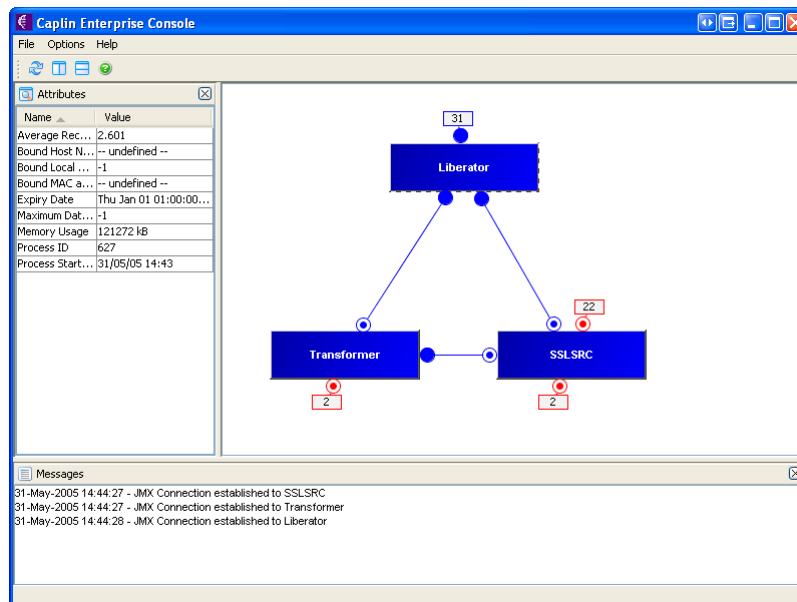 Caplin Enterprise Console
File Options Help
Attributes
Name Value
Average Rec... 2.601
Bound Host N... -- undefined --
Bound Local ... -1
Bound MAC a... -- undefined --
Expiry Date Thu Jan 01 01:00:00...
Maximum Dat... -1
Memory Usage 121272 kB
Process ID 627
Process Start... 31/05/05 14:43
31
Liberator
22
Transformer
SSLSRC
2
2
Messages
31-May-2005 14:44:27 - JMX Connection established to SSLSRC
31-May-2005 14:44:27 - JMX Connection established to Transformer
31-May-2005 14:44:28 - JMX Connection established to Liberator